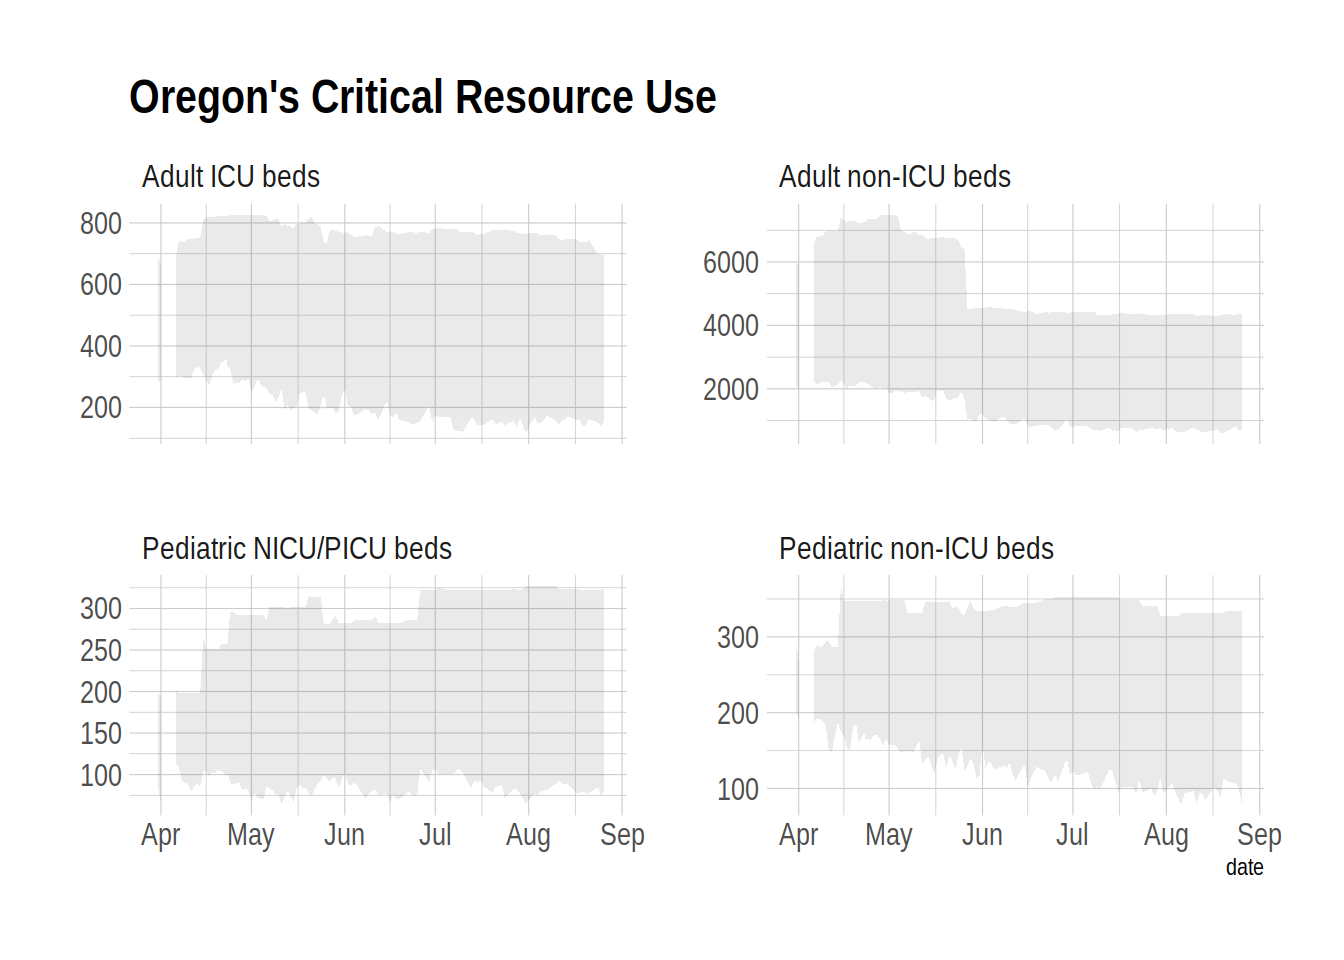 Oregon's Critical Resource Use
Adult ICU beds
Adult non-ICU beds
800
600
400
200
6000
4000
2000
Pediatric NICU/PICU beds
Pediatric non-ICU beds
300
250
200
150
100
300
200
100
Apr May Jun Jul Aug Sep
Apr May Jun Jul Aug Sep
date